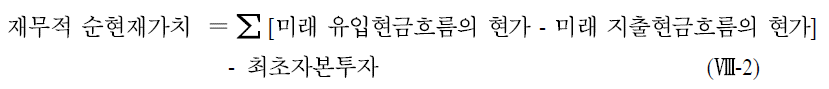 재무적 순현재가치 = ∑ [미래 유입현금흐름의 현가 - 미래 지출현금흐름의 현가]
- 최초자본투자 (Ⅷ-2)